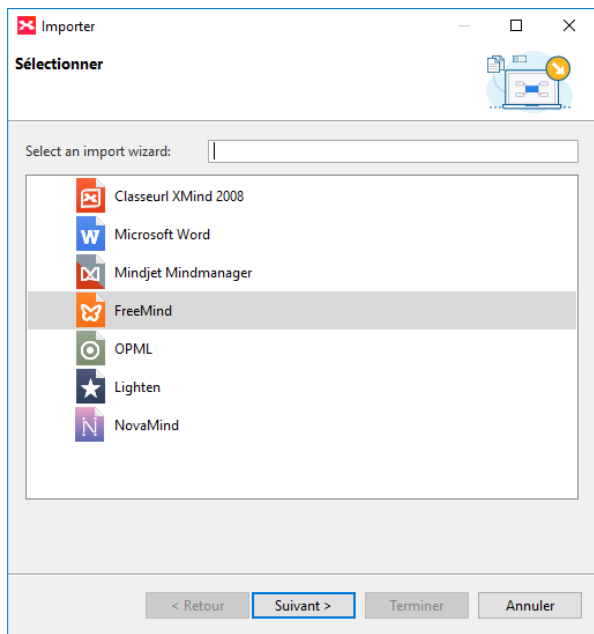 Importer
Sélectionner
Select an import wizard:
Classeurl XMind 2008
Microsoft Word
Mindjet Mindmanager
FreeMind
OPML
Lighten
NovaMind
< Retour Suivant > Terminer Annuler